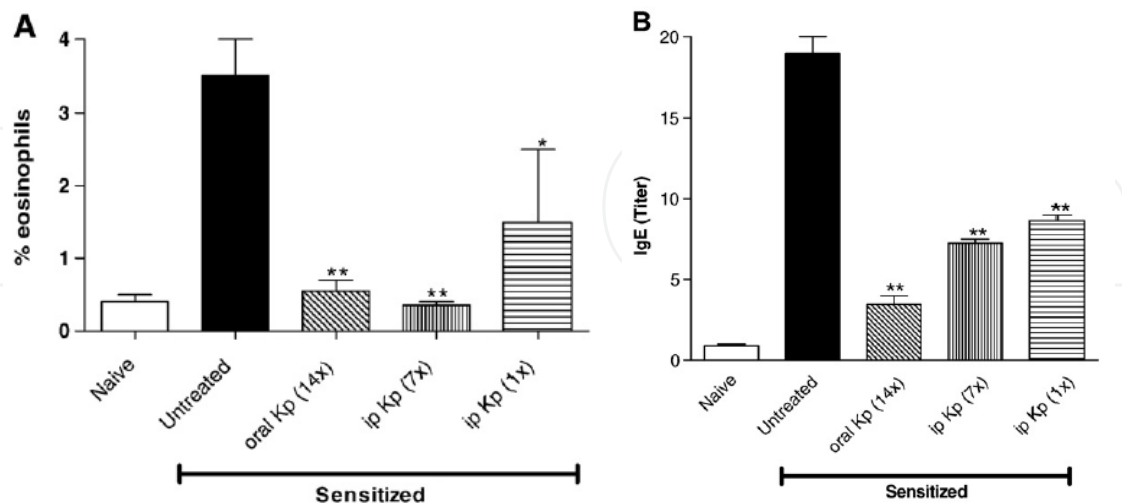 A
% eosinophils
4
3
2
1
0
**
**
*
Naive
Untreated
oral Kp (14x)
ip Kp (7x)
ip Kp (1x)
Sensitized
B
IgE (Titer)
20
15
10
5
0
**
**
**
Naive
Untreated
oral Kp (14x)
ip Kp (7x)
ip Kp (1x)
Sensitized